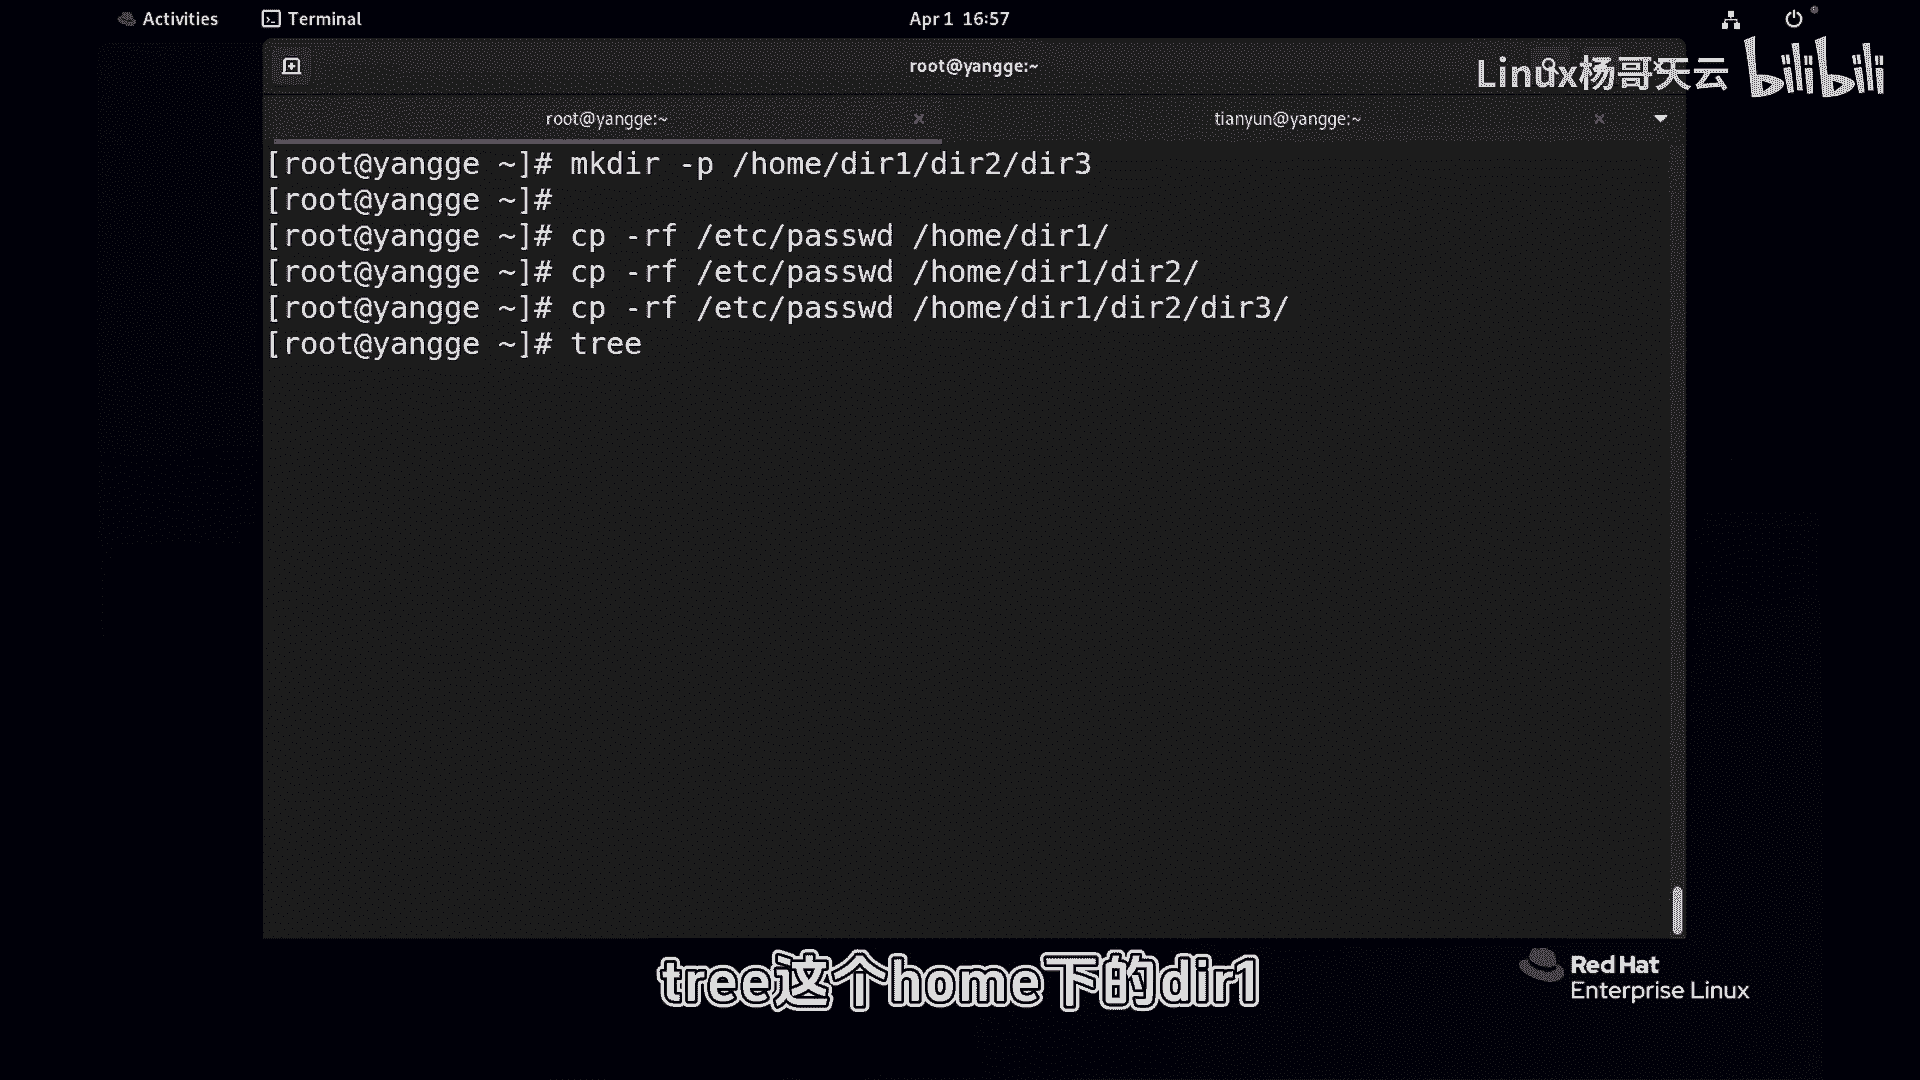 Activities
Terminal
Apr 1 16:57
root@yangge:~
Linux杨哥天云 bilibili
root@yangge:~
tianyun@yangge:~
[root@yangge ~]# mkdir -p /home/dir1/dir2/dir3
[root@yangge ~]#
[root@yangge ~]# cp -rf /etc/passwd /home/dir1/
[root@yangge ~]# cp -rf /etc/passwd /home/dir1/dir2/
[root@yangge ~]# cp -rf /etc/passwd /home/dir1/dir2/dir3/
[root@yangge ~]# tree
tree这个home下的dir1
Red Hat
Enterprise Linux